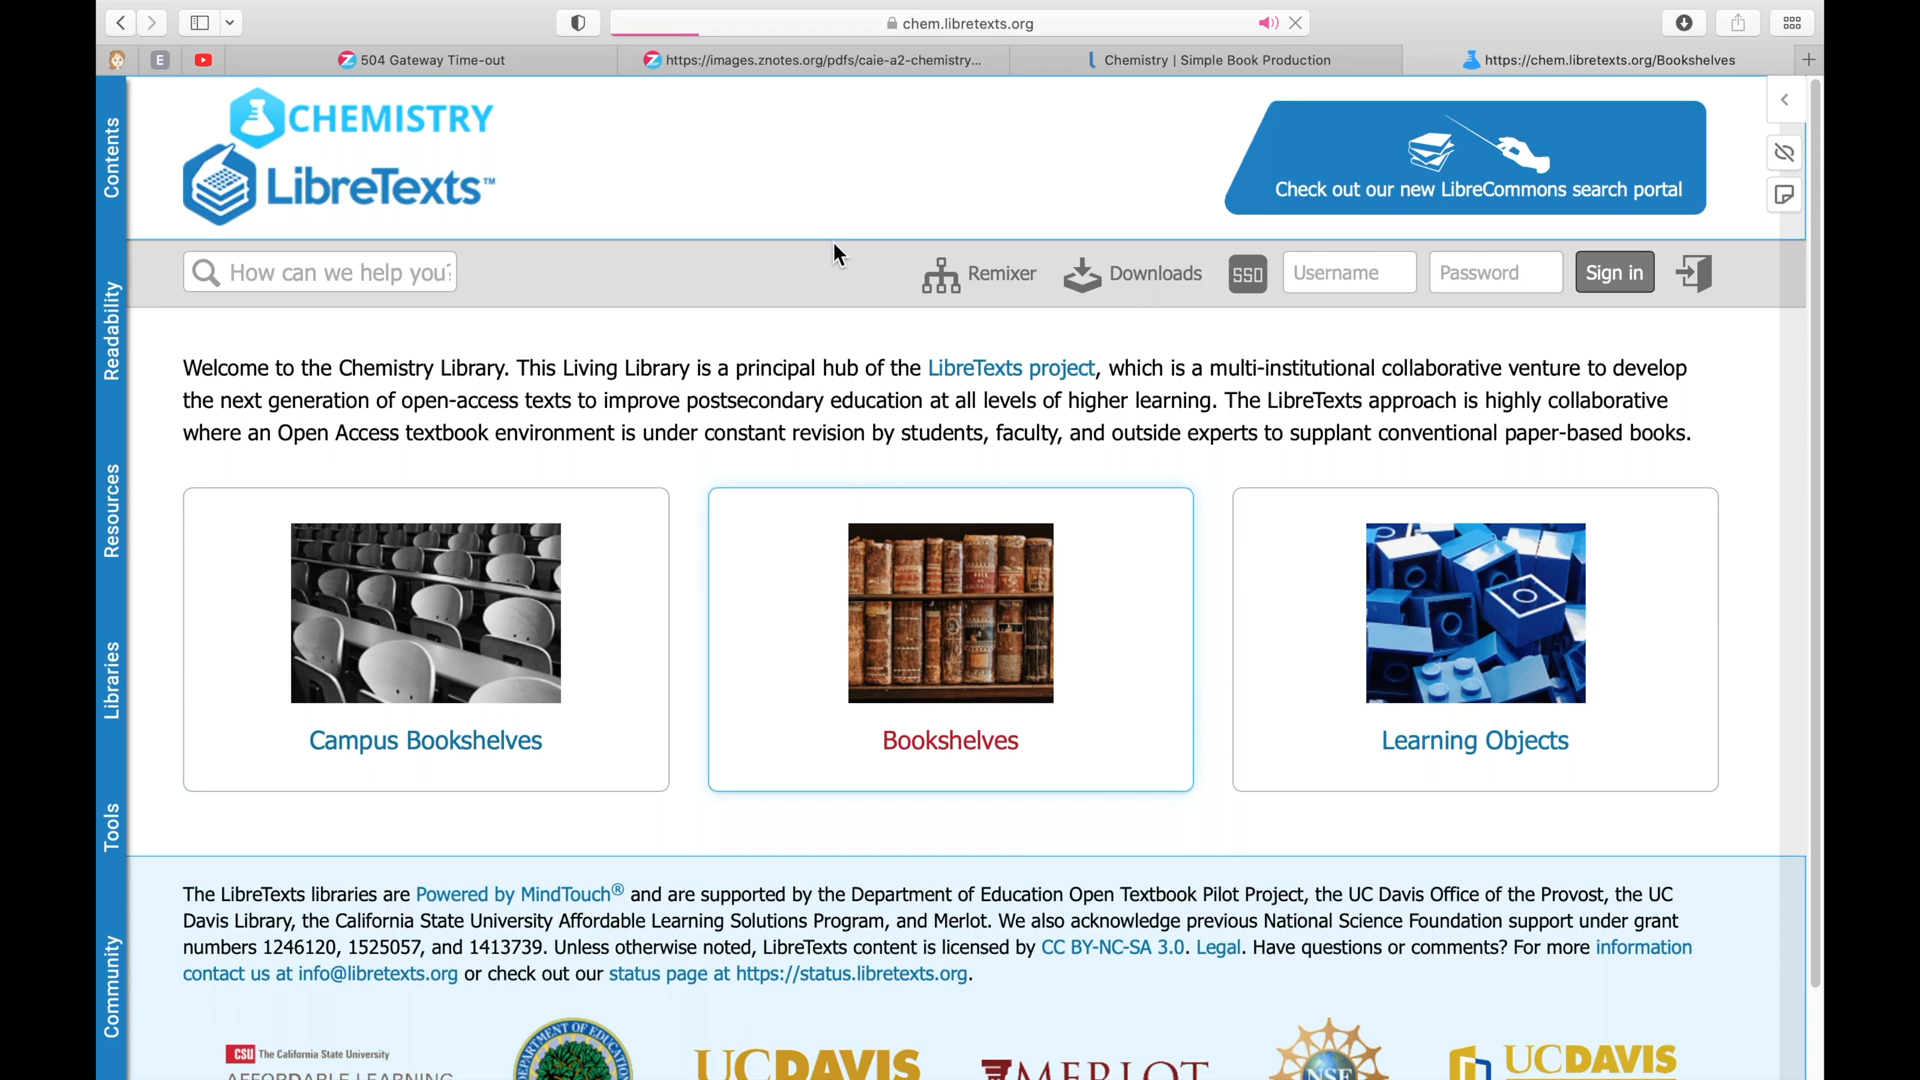 chem.libretexts.org
E
504 Gateway Time-out
https://images.znotes.org/pdfs/caie-a2-chemistry...
Chemistry | Simple Book Production
https://chem.libretexts.org/Bookshelves
CHEMISTRY
LibreTexts™
Check out our new LibreCommons search portal
How can we help you?
Remixer
Downloads
SSO
Username
Password
Sign in
Contents
Readability
Resources
Libraries
Tools
Community
Welcome to the Chemistry Library. This Living Library is a principal hub of the LibreTexts project, which is a multi-institutional collaborative venture to develop
the next generation of open-access texts to improve postsecondary education at all levels of higher learning. The LibreTexts approach is highly collaborative
where an Open Access textbook environment is under constant revision by students, faculty, and outside experts to supplant conventional paper-based books.
Campus Bookshelves
Bookshelves
Learning Objects
The LibreTexts libraries are Powered by MindTouch® and are supported by the Department of Education Open Textbook Pilot Project, the UC Davis Office of the Provost, the UC
Davis Library, the California State University Affordable Learning Solutions Program, and Merlot. We also acknowledge previous National Science Foundation support under grant
numbers 1246120, 1525057, and 1413739. Unless otherwise noted, LibreTexts content is licensed by CC BY-NC-SA 3.0. Legal. Have questions or comments? For more information
contact us at info@libretexts.org or check out our status page at https://status.libretexts.org.
CSU The California State University
AFFORDABLE LEARNING
DEPARTMENT OF EDUCATION
UCDAVIS
MERLOT
NSF
UCDAVIS